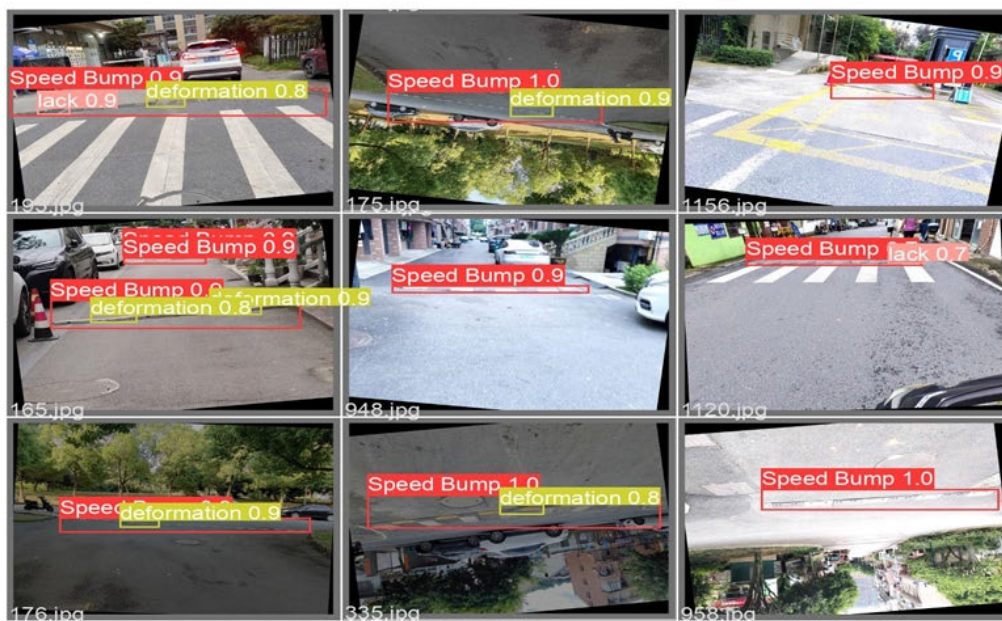 Speed Bump 0.9
lack 0.9
deformation 0.8
193.jpg
Speed Bump 1.0
deformation 0.9
175.jpg
Speed Bump 0.9
1156.jpg
Speed Bump 0.9
Speed Bump
deformation 0.9
deformation 0.8
165.jpg
Speed Bump 0.9
948.jpg
Speed Bump
lack 0.7
1120.jpg
Speed
deformation 0.9
176.jpg
Speed Bump 1.0
deformation 0.8
335.jpg
Speed Bump 1.0
958.jpg